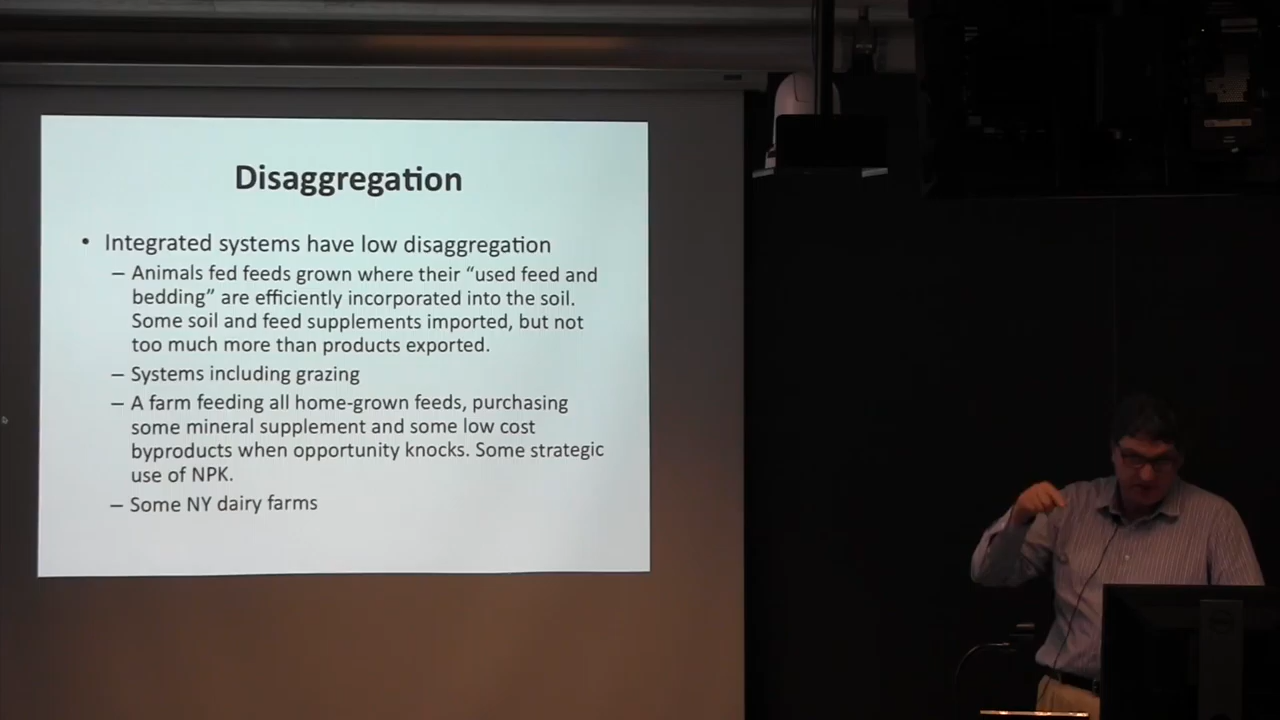 Disaggregation
• Integrated systems have low disaggregation
– Animals fed feeds grown where their “used feed and
bedding” are efficiently incorporated into the soil.
Some soil and feed supplements imported, but not
too much more than products exported.
– Systems including grazing
– A farm feeding all home-grown feeds, purchasing
some mineral supplement and some low cost
byproducts when opportunity knocks. Some strategic
use of NPK.
– Some NY dairy farms